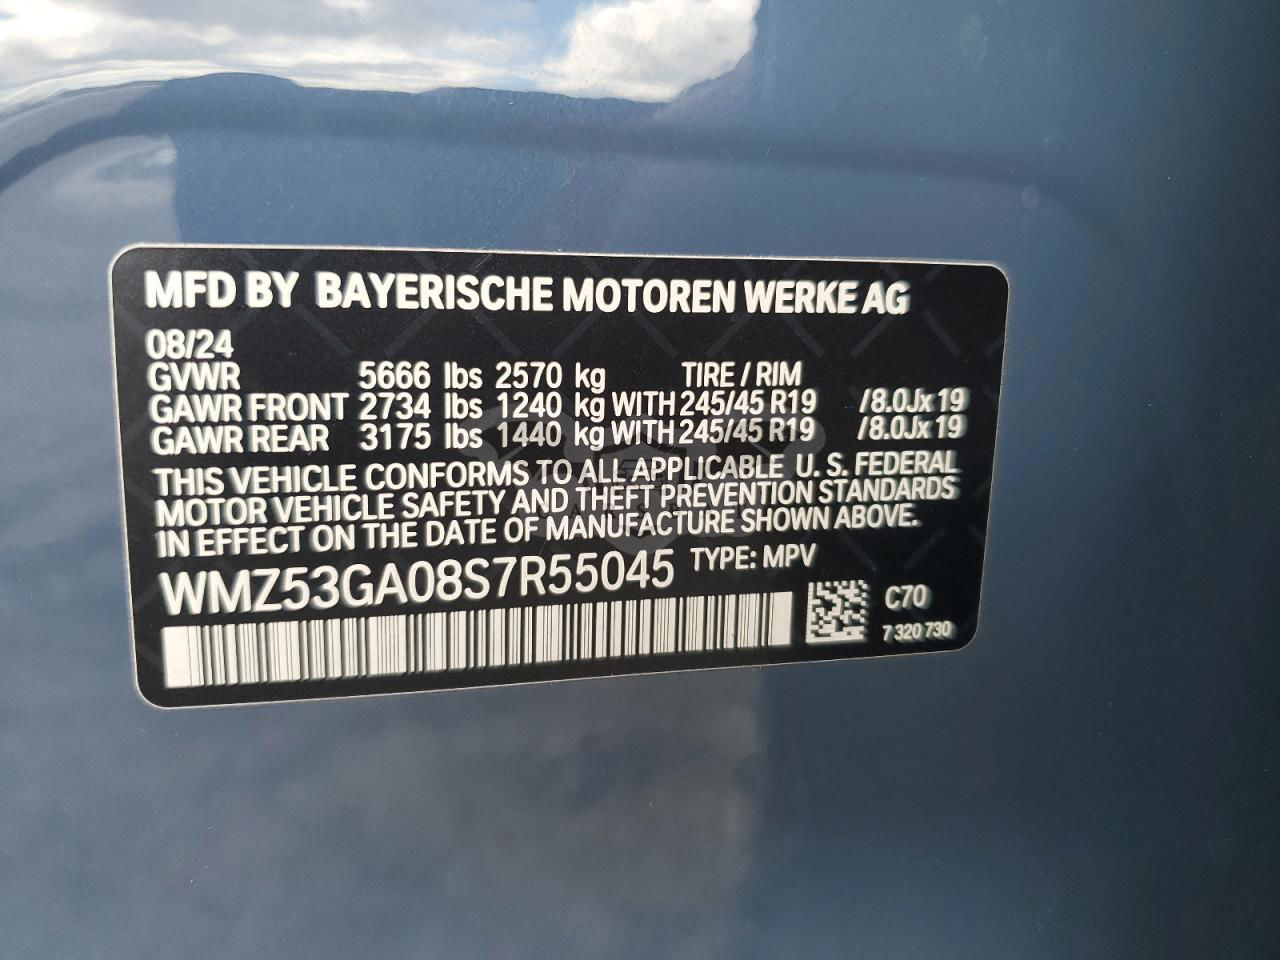 MFD BY BAYERISCHE MOTOREN WERKE AG
08/24
GVWR 5666 lbs 2570 kg TIRE / RIM
GAWR FRONT 2734 lbs 1240 kg WITH 245/45 R19 /8.0Jx19
GAWR REAR 3175 lbs 1440 kg WITH 245/45 R19 /8.0Jx19
THIS VEHICLE CONFORMS TO ALL APPLICABLE U. S. FEDERAL
MOTOR VEHICLE SAFETY AND THEFT PREVENTION STANDARDS
IN EFFECT ON THE DATE OF MANUFACTURE SHOWN ABOVE.
WMZ53GA08S7R55045 TYPE: MPV
C70
7 320 730